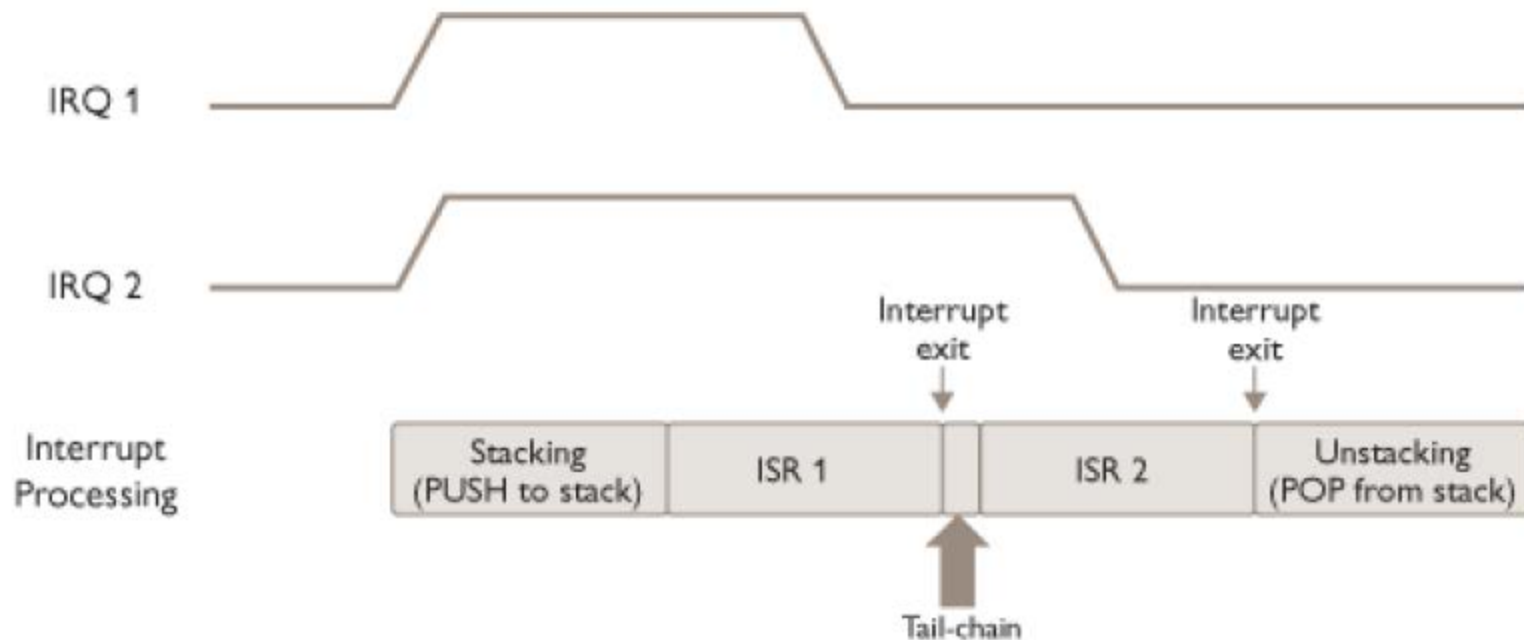 IRQ 1
IRQ 2
Interrupt
exit
Interrupt
exit
Interrupt
Processing
Stacking
(PUSH to stack)
ISR 1
ISR 2
Unstacking
(POP from stack)
Tail-chain